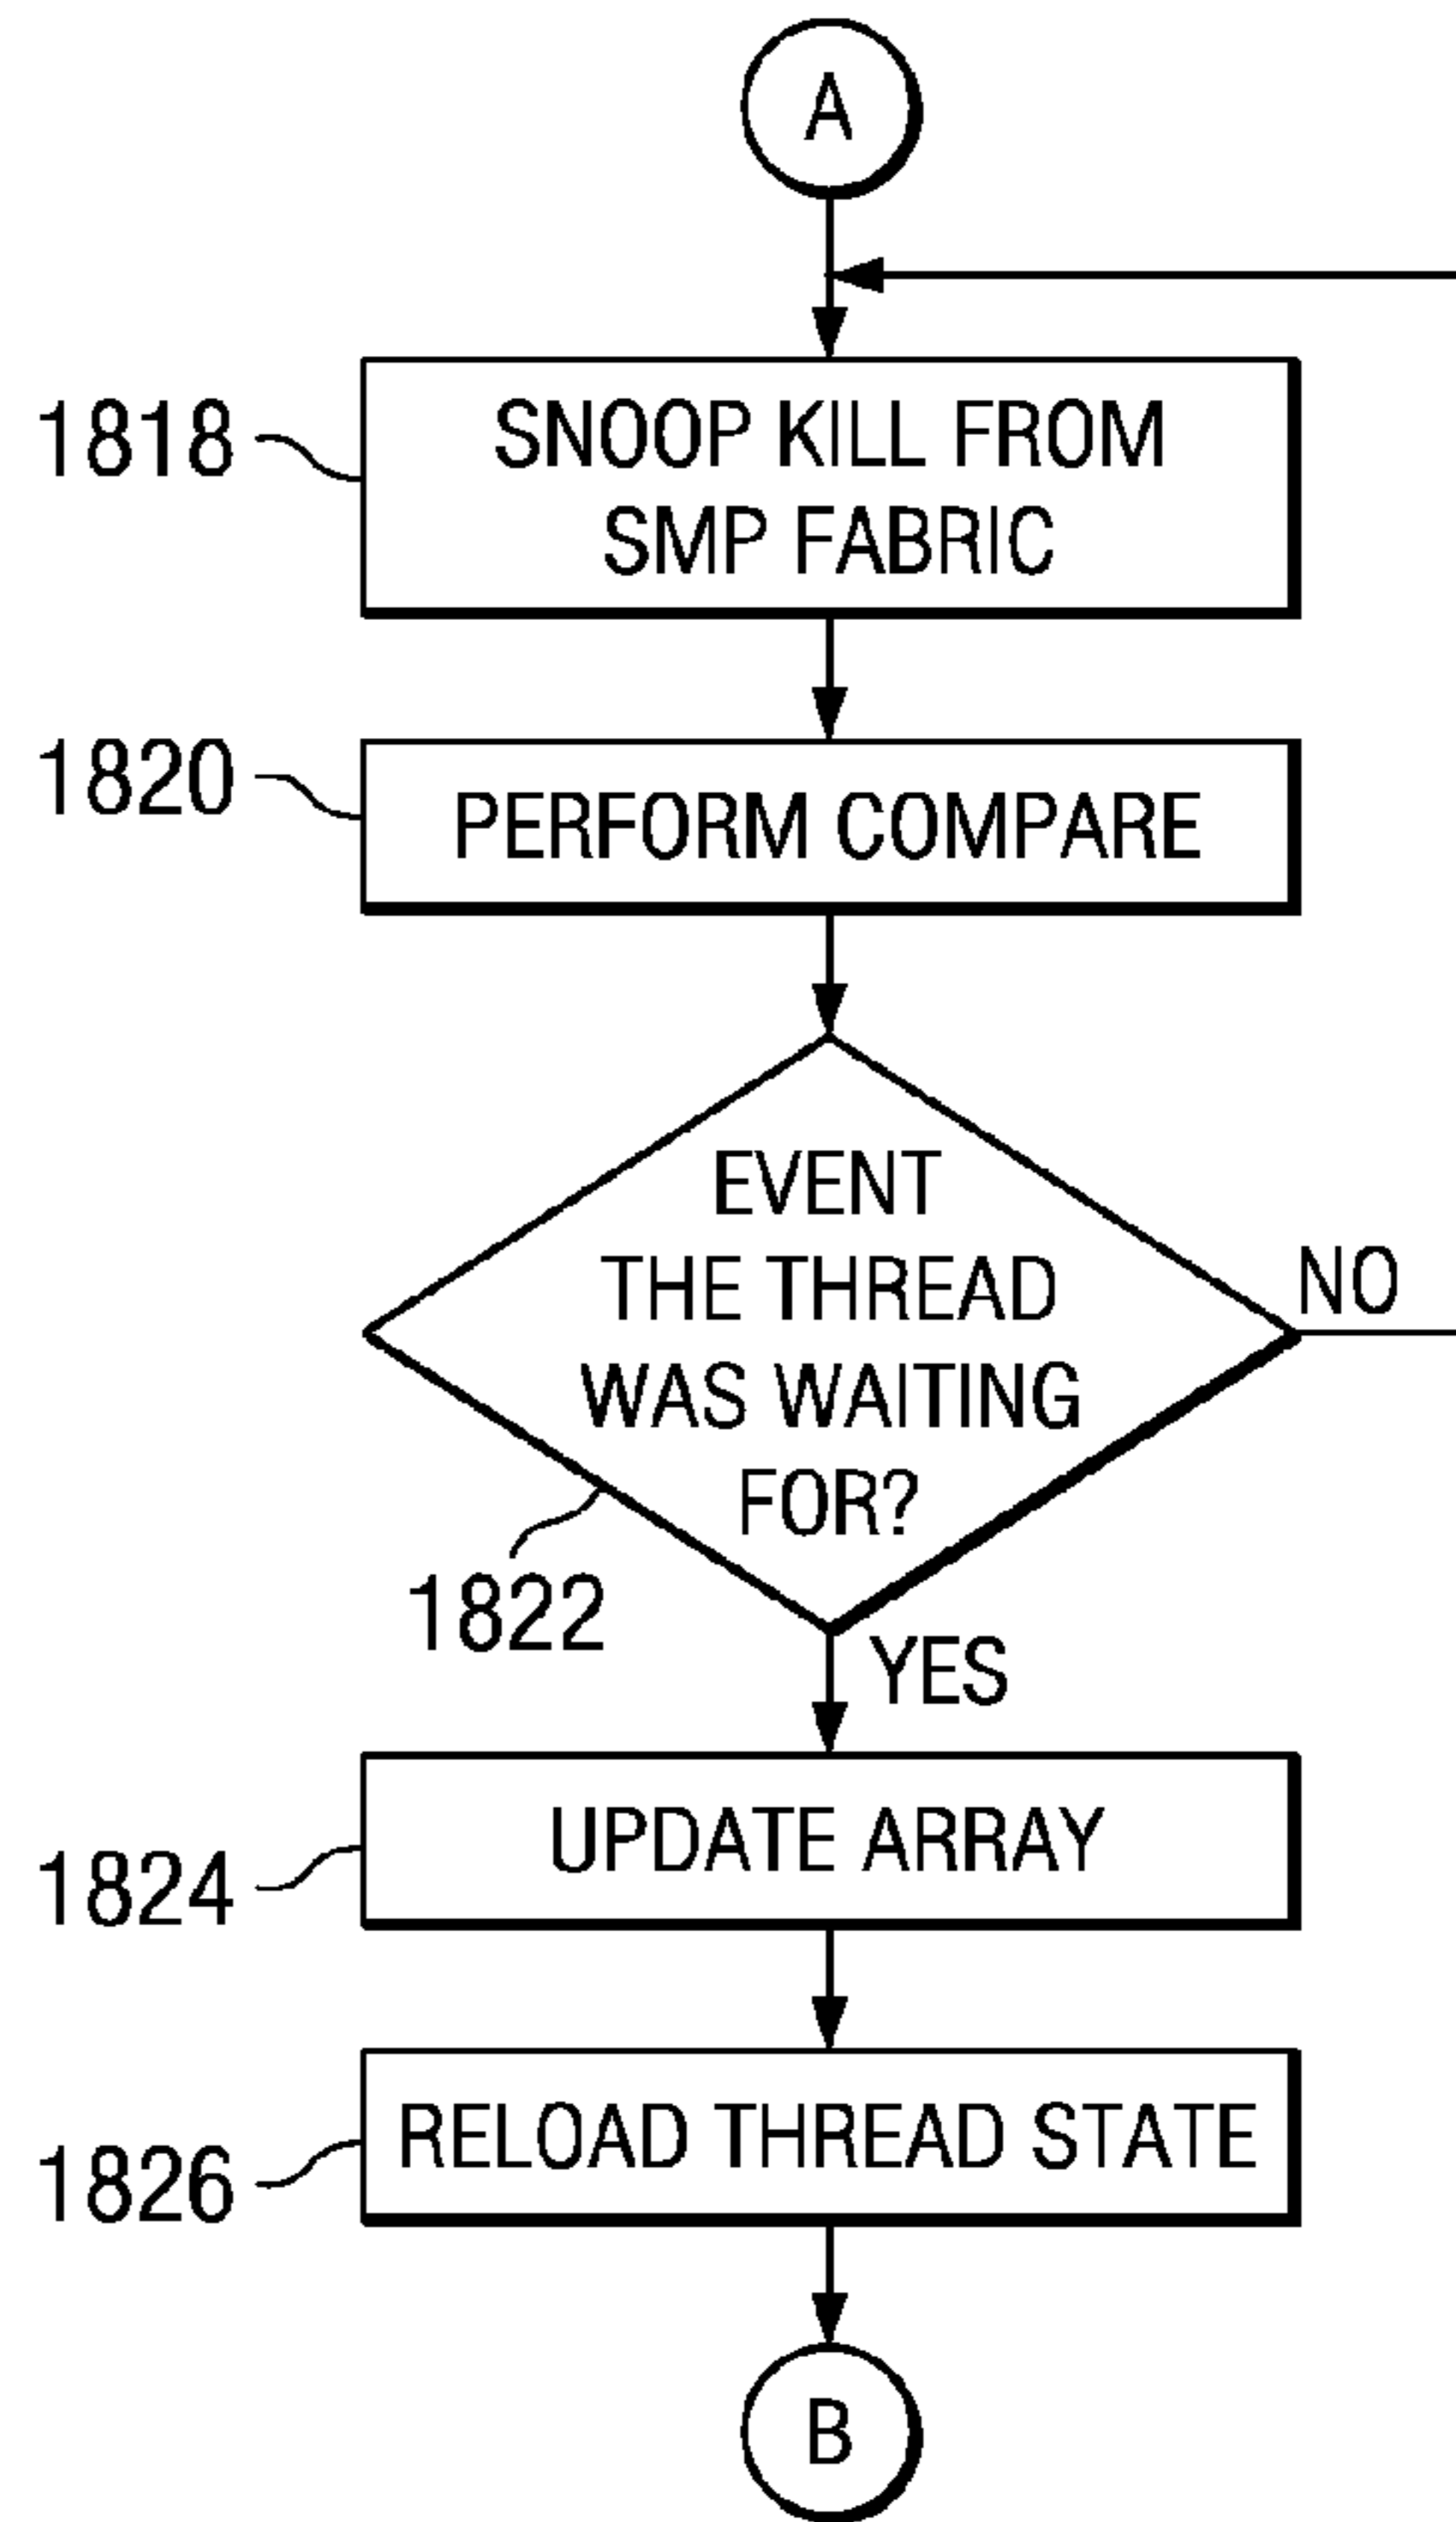 A
1818
SNOOP KILL FROM
SMP FABRIC
1820
PERFORM COMPARE
EVENT
THE THREAD
WAS WAITING
FOR?
NO
1822
YES
1824
UPDATE ARRAY
1826
RELOAD THREAD STATE
B